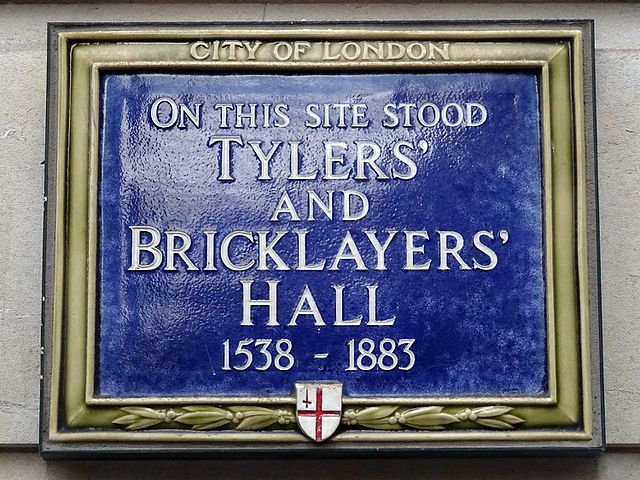 CITY OF LONDON
ON THIS SITE STOOD
TYLERS'
AND
BRICKLAYERS'
HALL
1538 - 1883